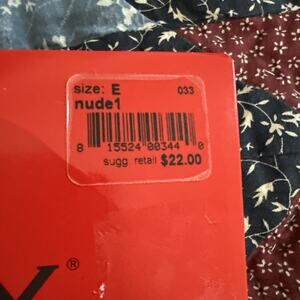 size: E 033
nude1
8 15524 00344 0
sugg retail $22.00
®